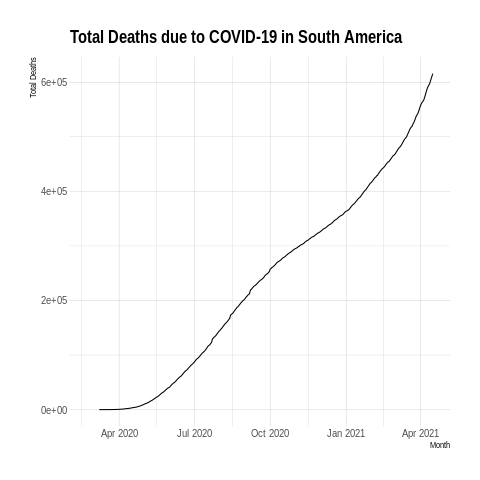 Total Deaths due to COVID-19 in South America
Total Deaths
6e+05
4e+05
2e+05
0e+00
Apr 2020
Jul 2020
Oct 2020
Jan 2021
Apr 2021
Month